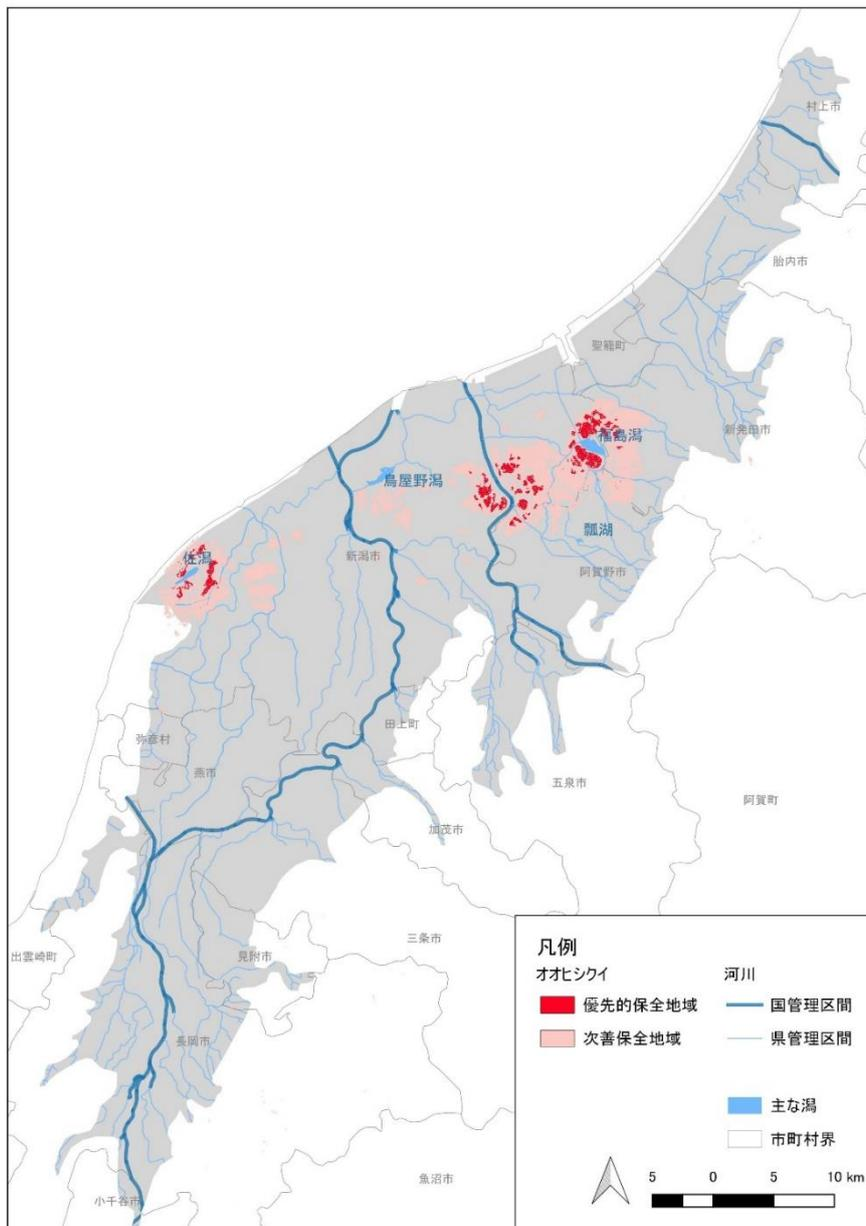 村上市
胎内市
聖籠町
新発田市
福島潟
鳥屋野潟
瓢湖
佐潟
新潟市
阿賀野市
田上町
弥彦村
燕市
五泉市
阿賀町
加茂市
三条市
出雲崎町
見附市
長岡市
小千谷市
魚沼市
凡例
オオヒシクイ
優先的保全地域
次善保全地域
河川
国管理区間
県管理区間
主な潟
市町村界
5 0 5 10 km